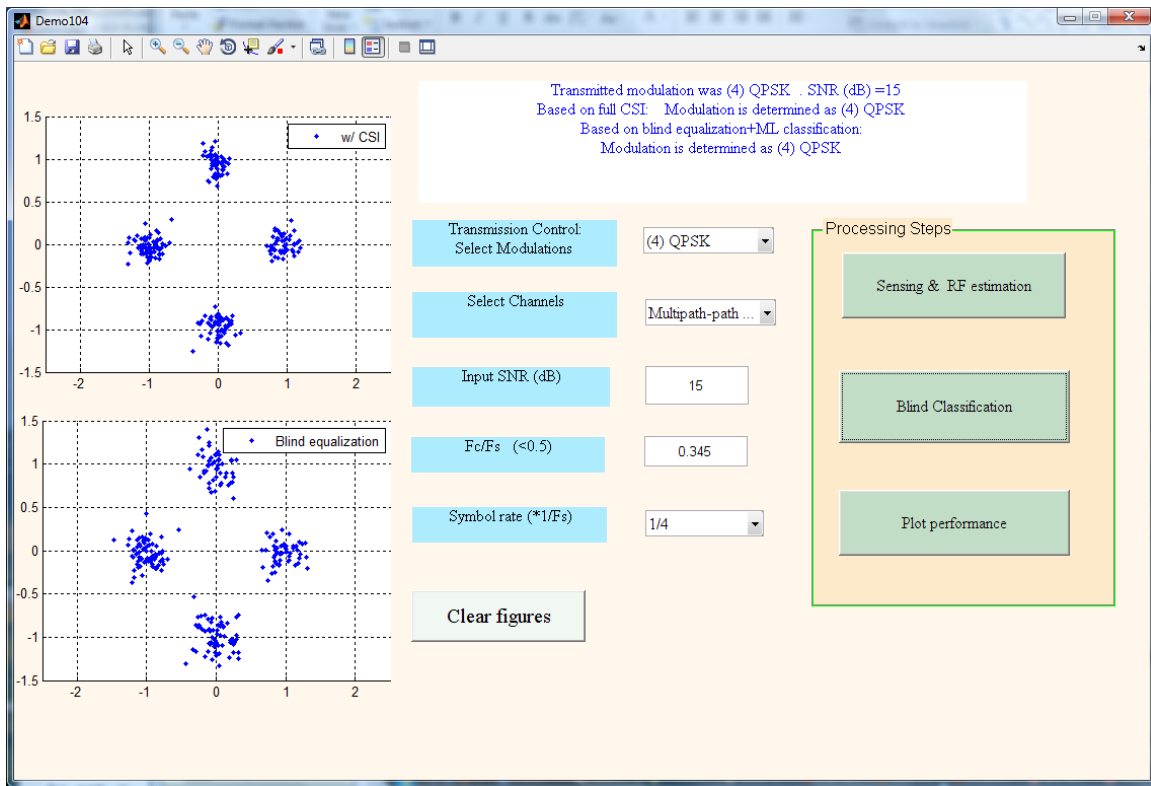 Demo104
Transmitted modulation was (4) QPSK . SNR (dB) =15
Based on full CSI: Modulation is determined as (4) QPSK
Based on blind equalization+ML classification:
Modulation is determined as (4) QPSK
1.5
1
0.5
0
-0.5
-1
-1.5
-2
-1
0
1
2
w/ CSI
1.5
1
0.5
0
-0.5
-1
-1.5
-2
-1
0
1
2
Blind equalization
Transmission Control:
Select Modulations
(4) QPSK
Select Channels
Multipath-path ...
Input SNR (dB)
15
Fc/Fs (<0.5)
0.345
Symbol rate (*1/Fs)
1/4
Clear figures
Processing Steps
Sensing & RF estimation
Blind Classification
Plot performance